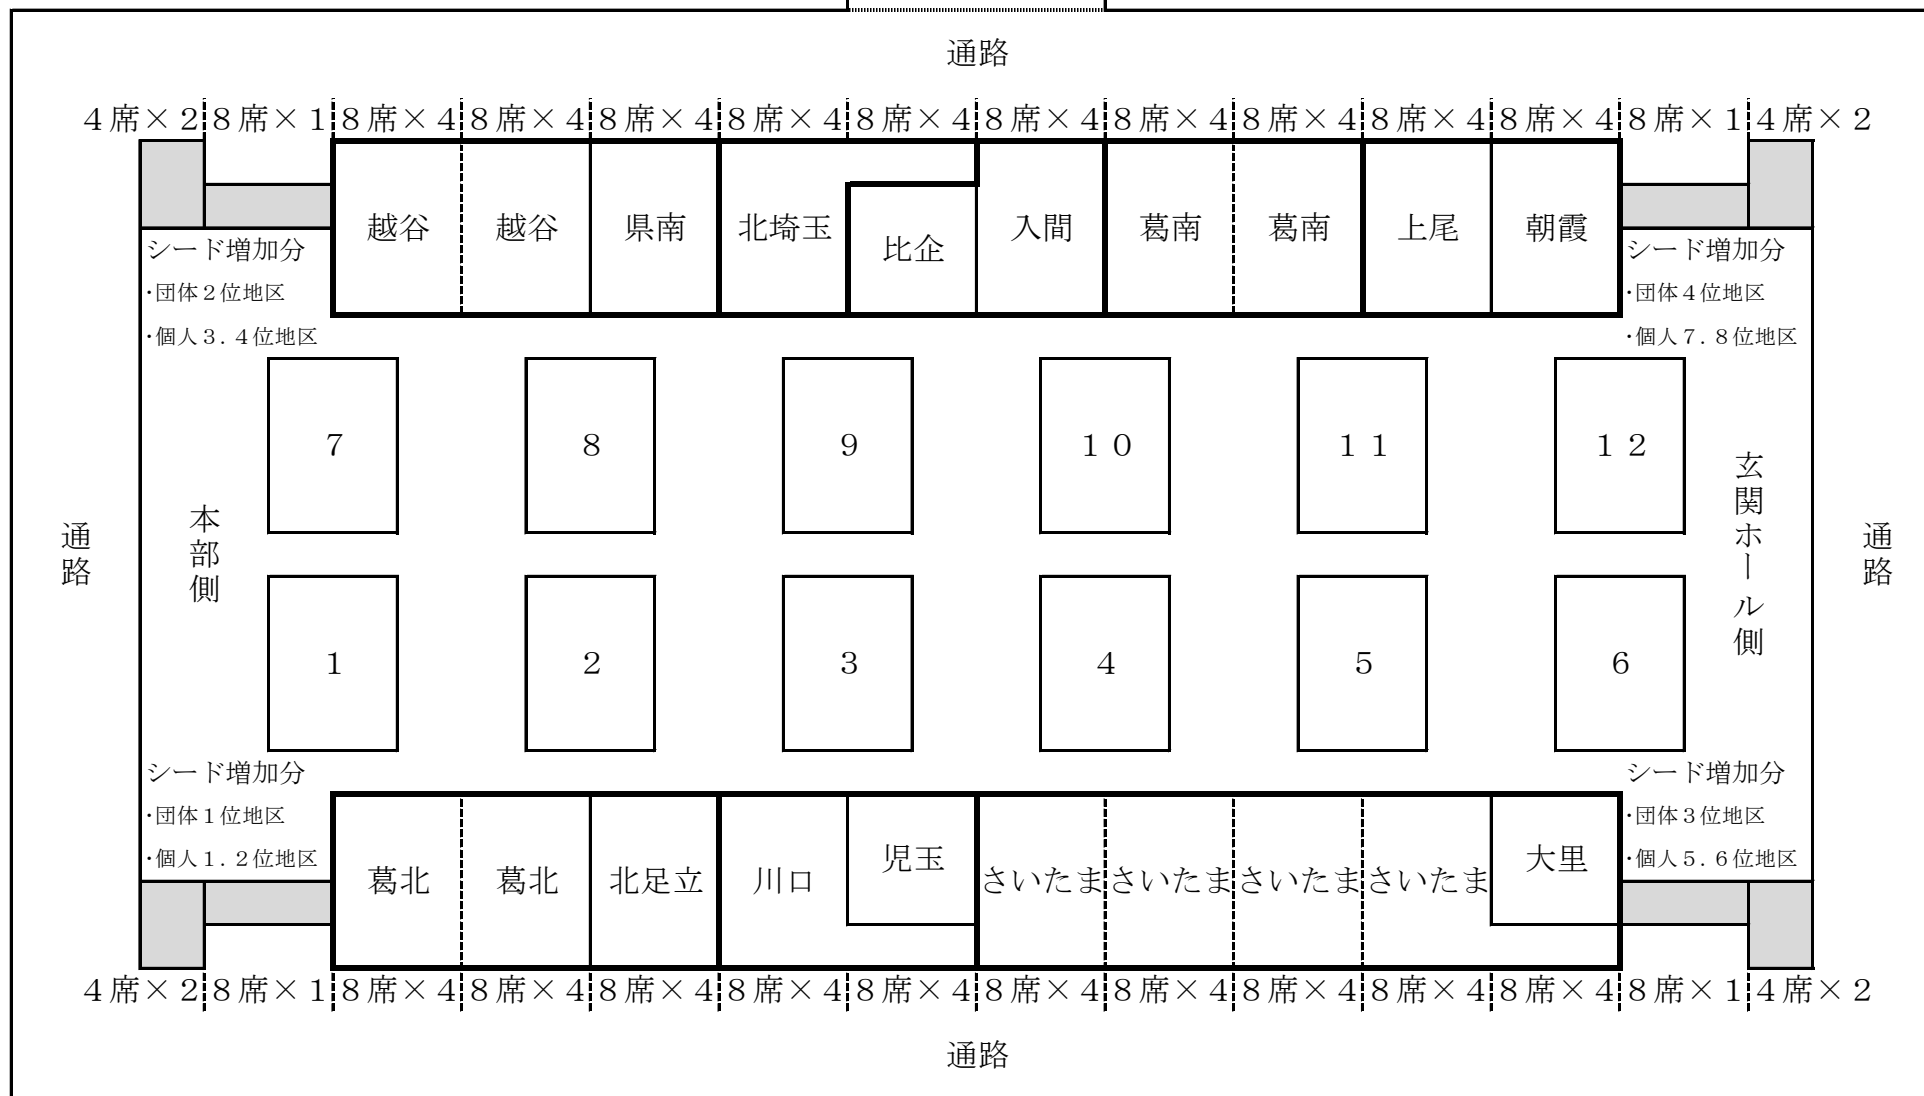 通路
４席×２ ８席×１ ８席×４ ８席×４ ８席×４ ８席×４ ８席×４ ８席×４ ８席×４ ８席×４ ８席×４ ８席×４ ８席×１ ４席×２
越谷 越谷 県南 北埼玉 比企 入間 葛南 葛南 上尾 朝霞
シード増加分
・団体２位地区
・個人３．４位地区
シード増加分
・団体４位地区
・個人７．８位地区
７ ８ ９ １０ １１ １２
通路
本部側
玄関ホール側
通路
１ ２ ３ ４ ５ ６
シード増加分
・団体１位地区
・個人１．２位地区
シード増加分
・団体３位地区
・個人５．６位地区
葛北 葛北 北足立 川口 児玉 さいたま さいたま さいたま さいたま 大里
４席×２ ８席×１ ８席×４ ８席×４ ８席×４ ８席×４ ８席×４ ８席×４ ８席×４ ８席×４ ８席×４ ８席×４ ８席×１ ４席×２
通路